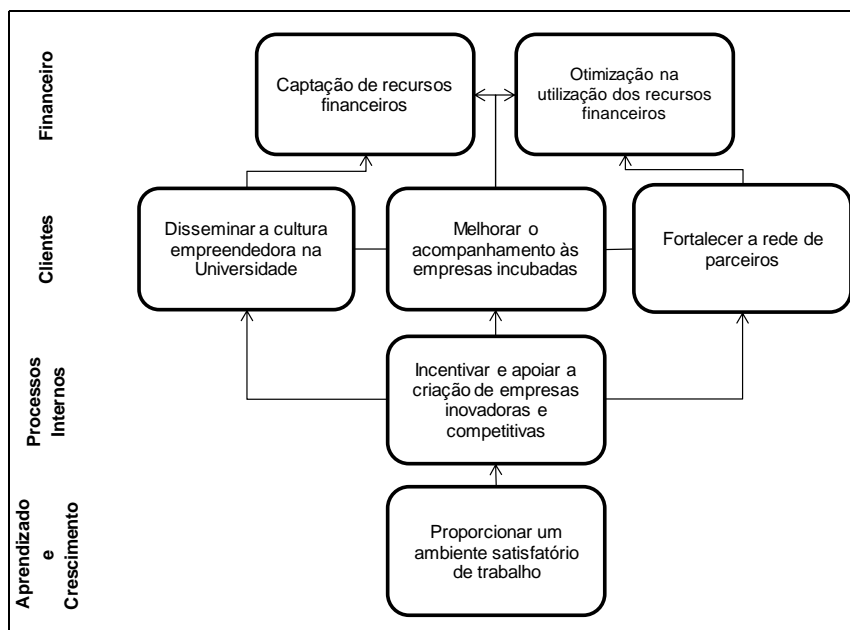 Financeiro
Captação de recursos
financeiros
Otimização na
utilização dos recursos
financeiros
Clientes
Disseminar a cultura
empreendedora na
Universidade
Melhorar o
acompanhamento às
empresas incubadas
Fortalecer a rede de
parceiros
Processos
Internos
Incentivar e apoiar a
criação de empresas
inovadoras e
competitivas
Aprendizado
e
Crescimento
Proporcionar um
ambiente satisfatório
de trabalho